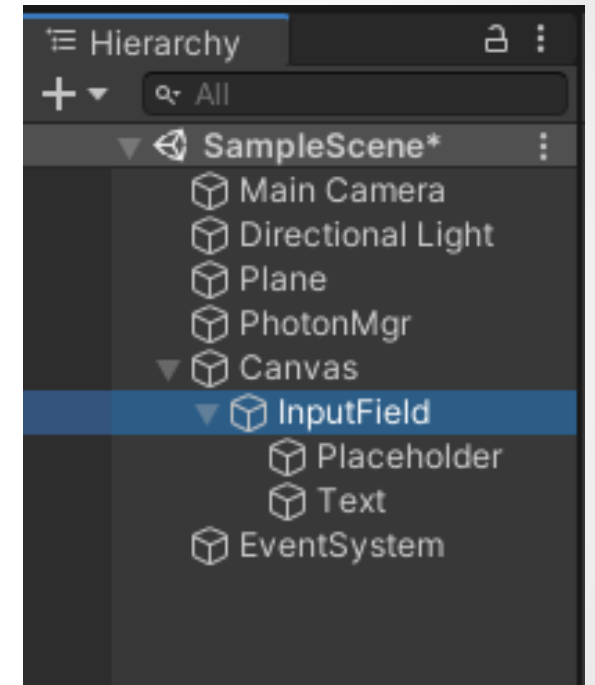 Hierarchy
All
SampleScene*
Main Camera
Directional Light
Plane
PhotonMgr
Canvas
InputField
Placeholder
Text
EventSystem